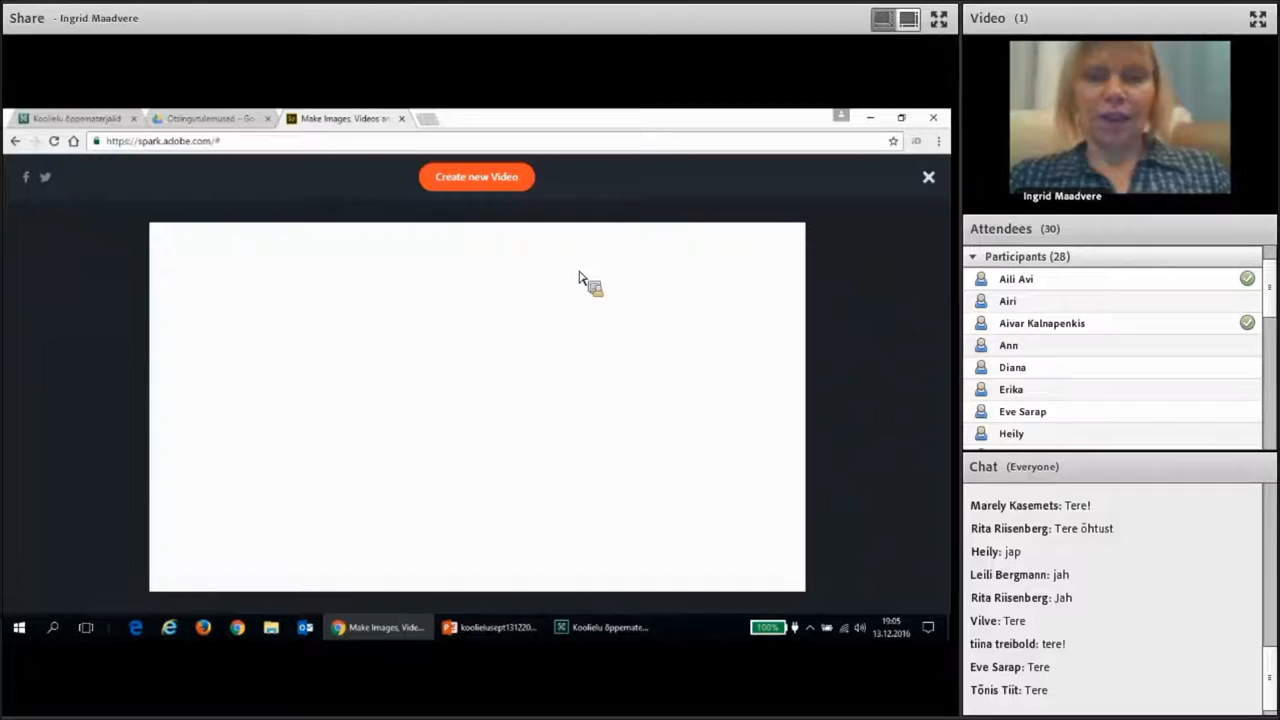 Share - Ingrid Maadvere
Video (1)
Ingrid Maadvere
Koolielu õppematerjalid
Otsingutulemused – Go
Make Images, Videos an
https://spark.adobe.com/#
Create new Video
Attendees (30)
Participants (28)
Aili Avi
Airi
Aivar Kalnapenkis
Ann
Diana
Erika
Eve Sarap
Heily
Chat (Everyone)
Marely Kasemets: Tere!
Rita Riisenberg: Tere õhtust
Heily: jap
Leili Bergmann: jah
Rita Riisenberg: Jah
Vilve: Tere
tiina treibold: tere!
Eve Sarap: Tere
Tõnis Tiit: Tere
Make Images, Vide...
koolielusept131220...
Koolielu õppemate...
100%
19:05
13.12.2016